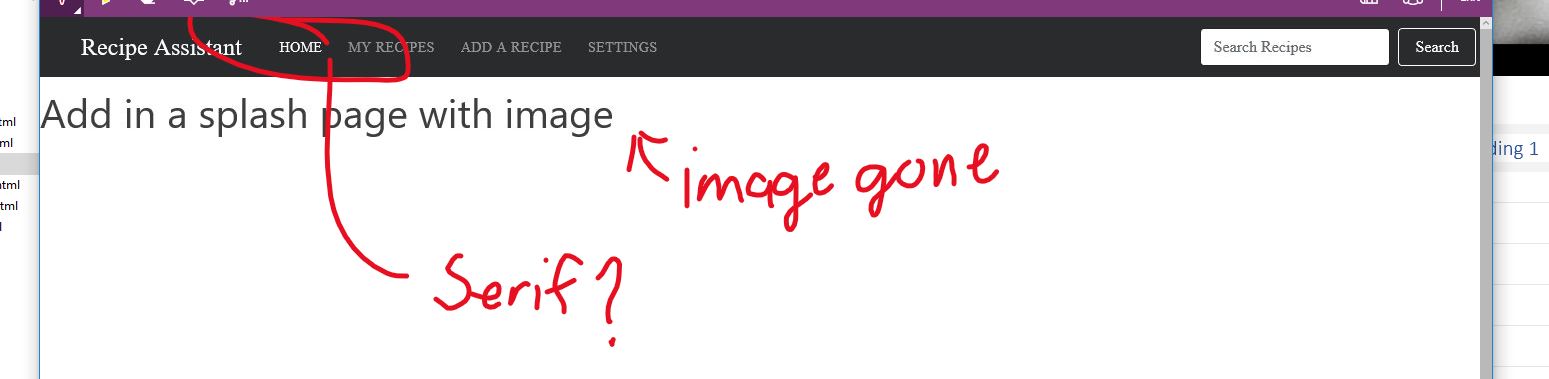 Recipe Assistant HOME MY RECIPES ADD A RECIPE SETTINGS Search Recipes Search
Add in a splash page with image
image gone
Serif?
tml
ml
tml
tml
l
ding 1